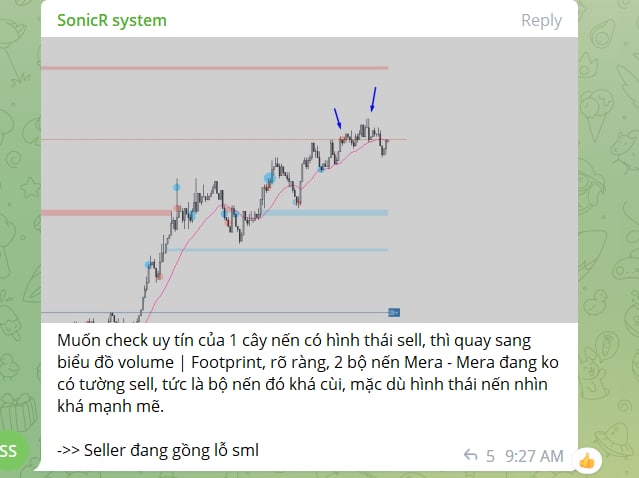 SonicR system
Reply
Muốn check uy tín của 1 cây nến có hình thái sell, thì quay sang
biểu đồ volume | Footprint, rõ ràng, 2 bộ nến Mera - Mera đang ko
có tường sell, tức là bộ nến đó khá cùi, mặc dù hình thái nến nhìn
khá mạnh mẽ.
->> Seller đang gồng lỗ sml
5 9:27 AM
SS